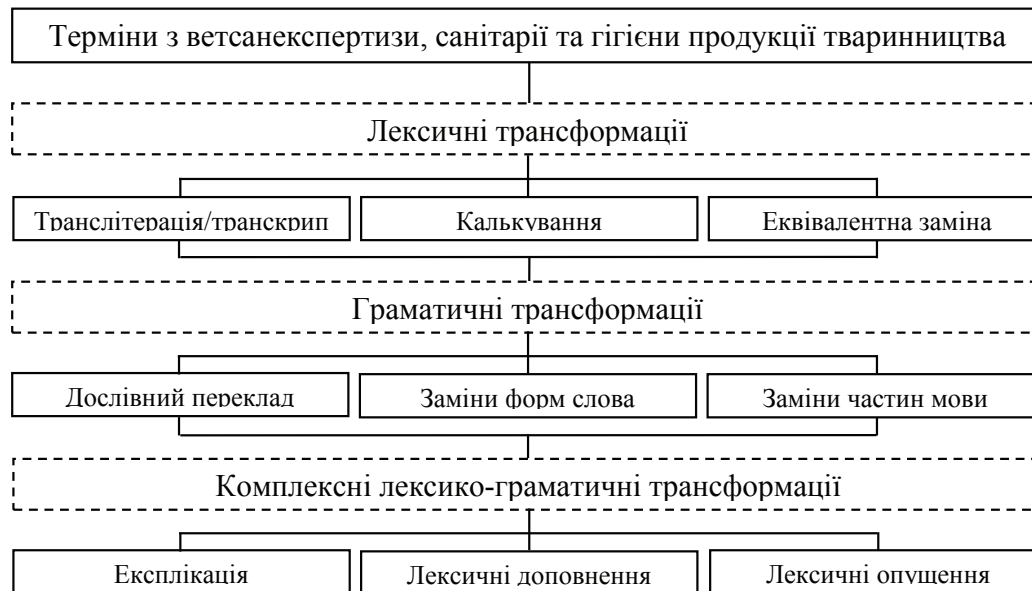 Терміни з ветсанекспертизи, санітарії та гігієни продукції тваринництва
Лексичні трансформації
Транслітерація/транскрип
Калькування
Еквівалентна заміна
Граматичні трансформації
Дослівний переклад
Заміни форм слова
Заміни частин мови
Комплексні лексико-граматичні трансформації
Експлікація
Лексичні доповнення
Лексичні опущення